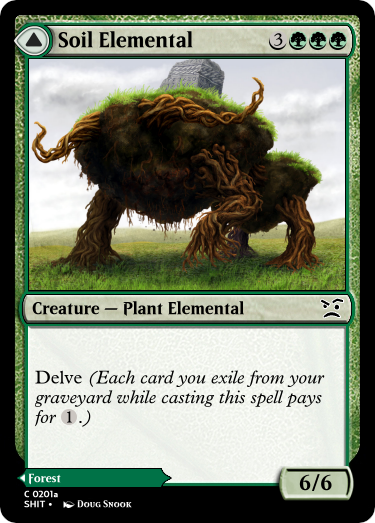 Soil Elemental 3
Creature — Plant Elemental
Delve (Each card you exile from your
graveyard while casting this spell pays
for 1.)
Forest
6/6
C 0201a
SHIT • Doug Snook